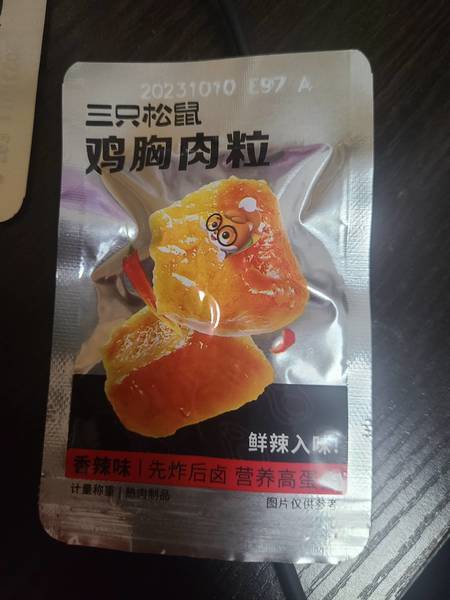 20231010 E97 A
三只松鼠
鸡胸肉粒
鲜辣入味!
香辣味 | 先炸后卤 营养高蛋
计量称重 | 酱卤肉制品
图片仅供参考